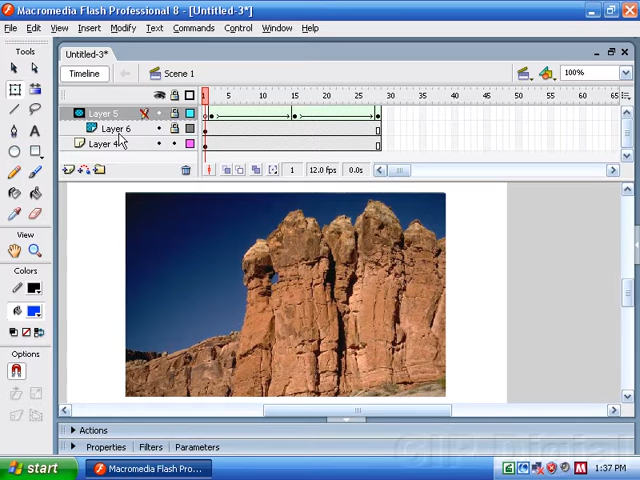 Macromedia Flash Professional 8 - [Untitled-3*]
File Edit View Insert Modify Text Commands Control Window Help
Tools
Untitled-3*
Timeline Scene 1 100%
1 5 10 15 20 25 30 35 40 45 50 55 60 65
Layer 5
Layer 6
Layer 4
1 12.0 fps 0.0s
View
Colors
Options
Actions
Properties Filters Parameters
start Macromedia Flash Pro... 1:37 PM